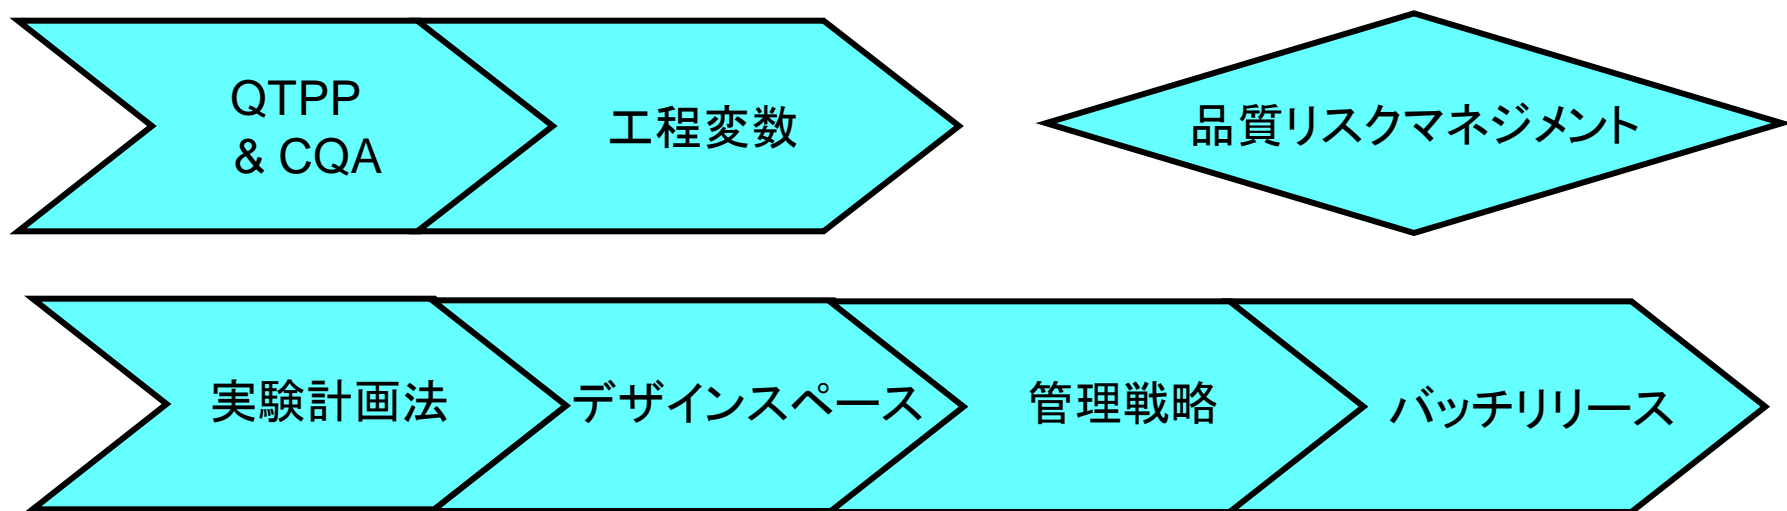 QTPP
& CQA
工程変数
品質リスクマネジメント
実験計画法
デザインスペース
管理戦略
バッチリリース